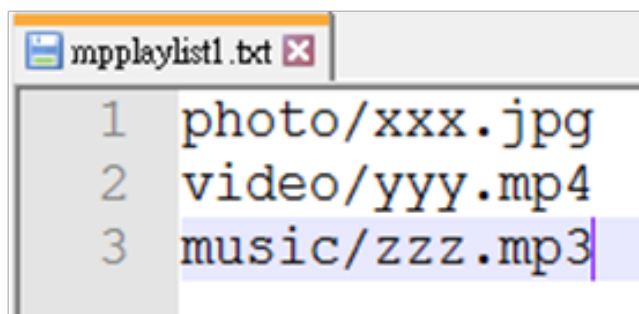 mpplaylist1.txt
1 photo/xxx.jpg
2 video/yyy.mp4
3 music/zzz.mp3